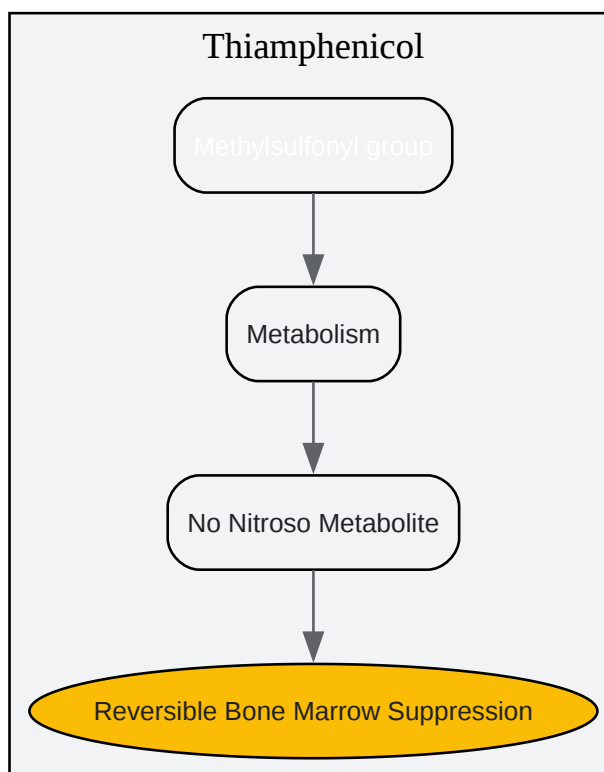 Thiamphenicol
Methylsulfonyl group
Metabolism
No Nitroso Metabolite
Reversible Bone Marrow Suppression